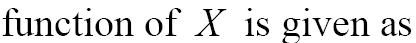 function of X is given as